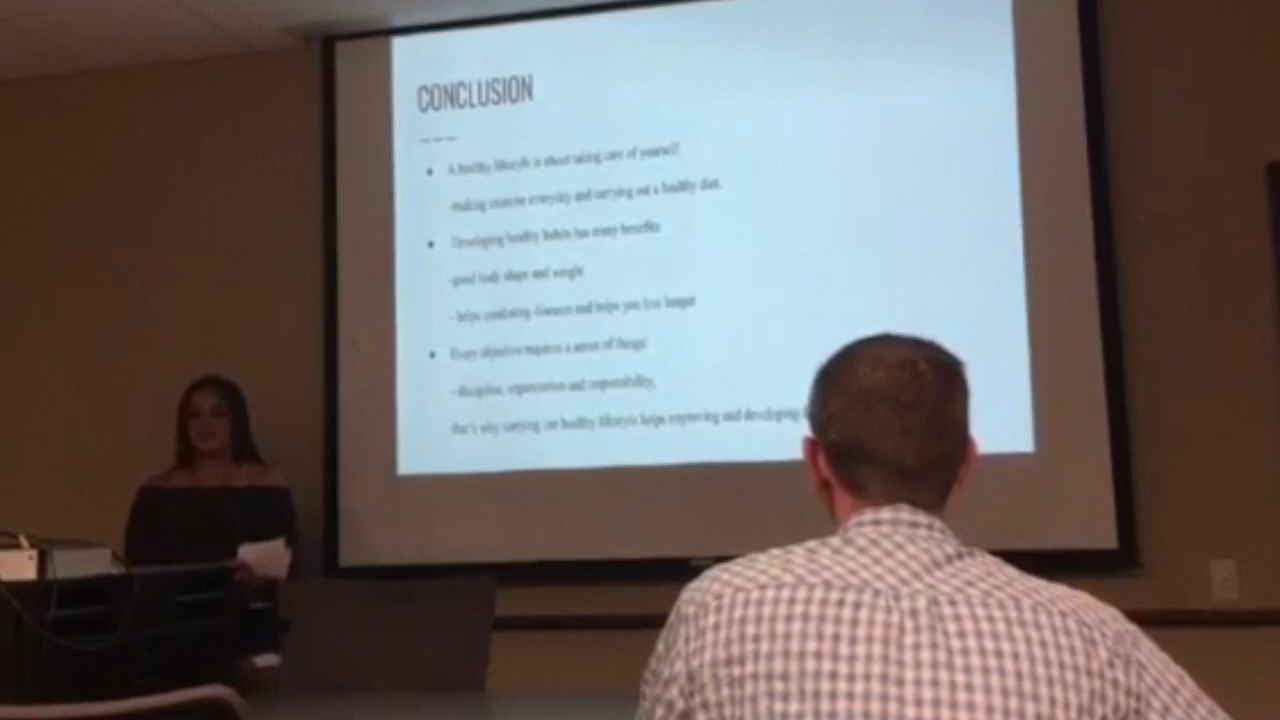 CONCLUSION
A healthy lifestyle is about taking care of yourself:
-making exercise everyday and carrying out a healthy diet.
Developing healthy habits has many benefits
-good body shape and weight
- helps combating diseases and helps you live longer
Every objective requires a series of things:
- discipline, organization and responsibility,
that's why carrying out healthy lifestyle helps improving and developing